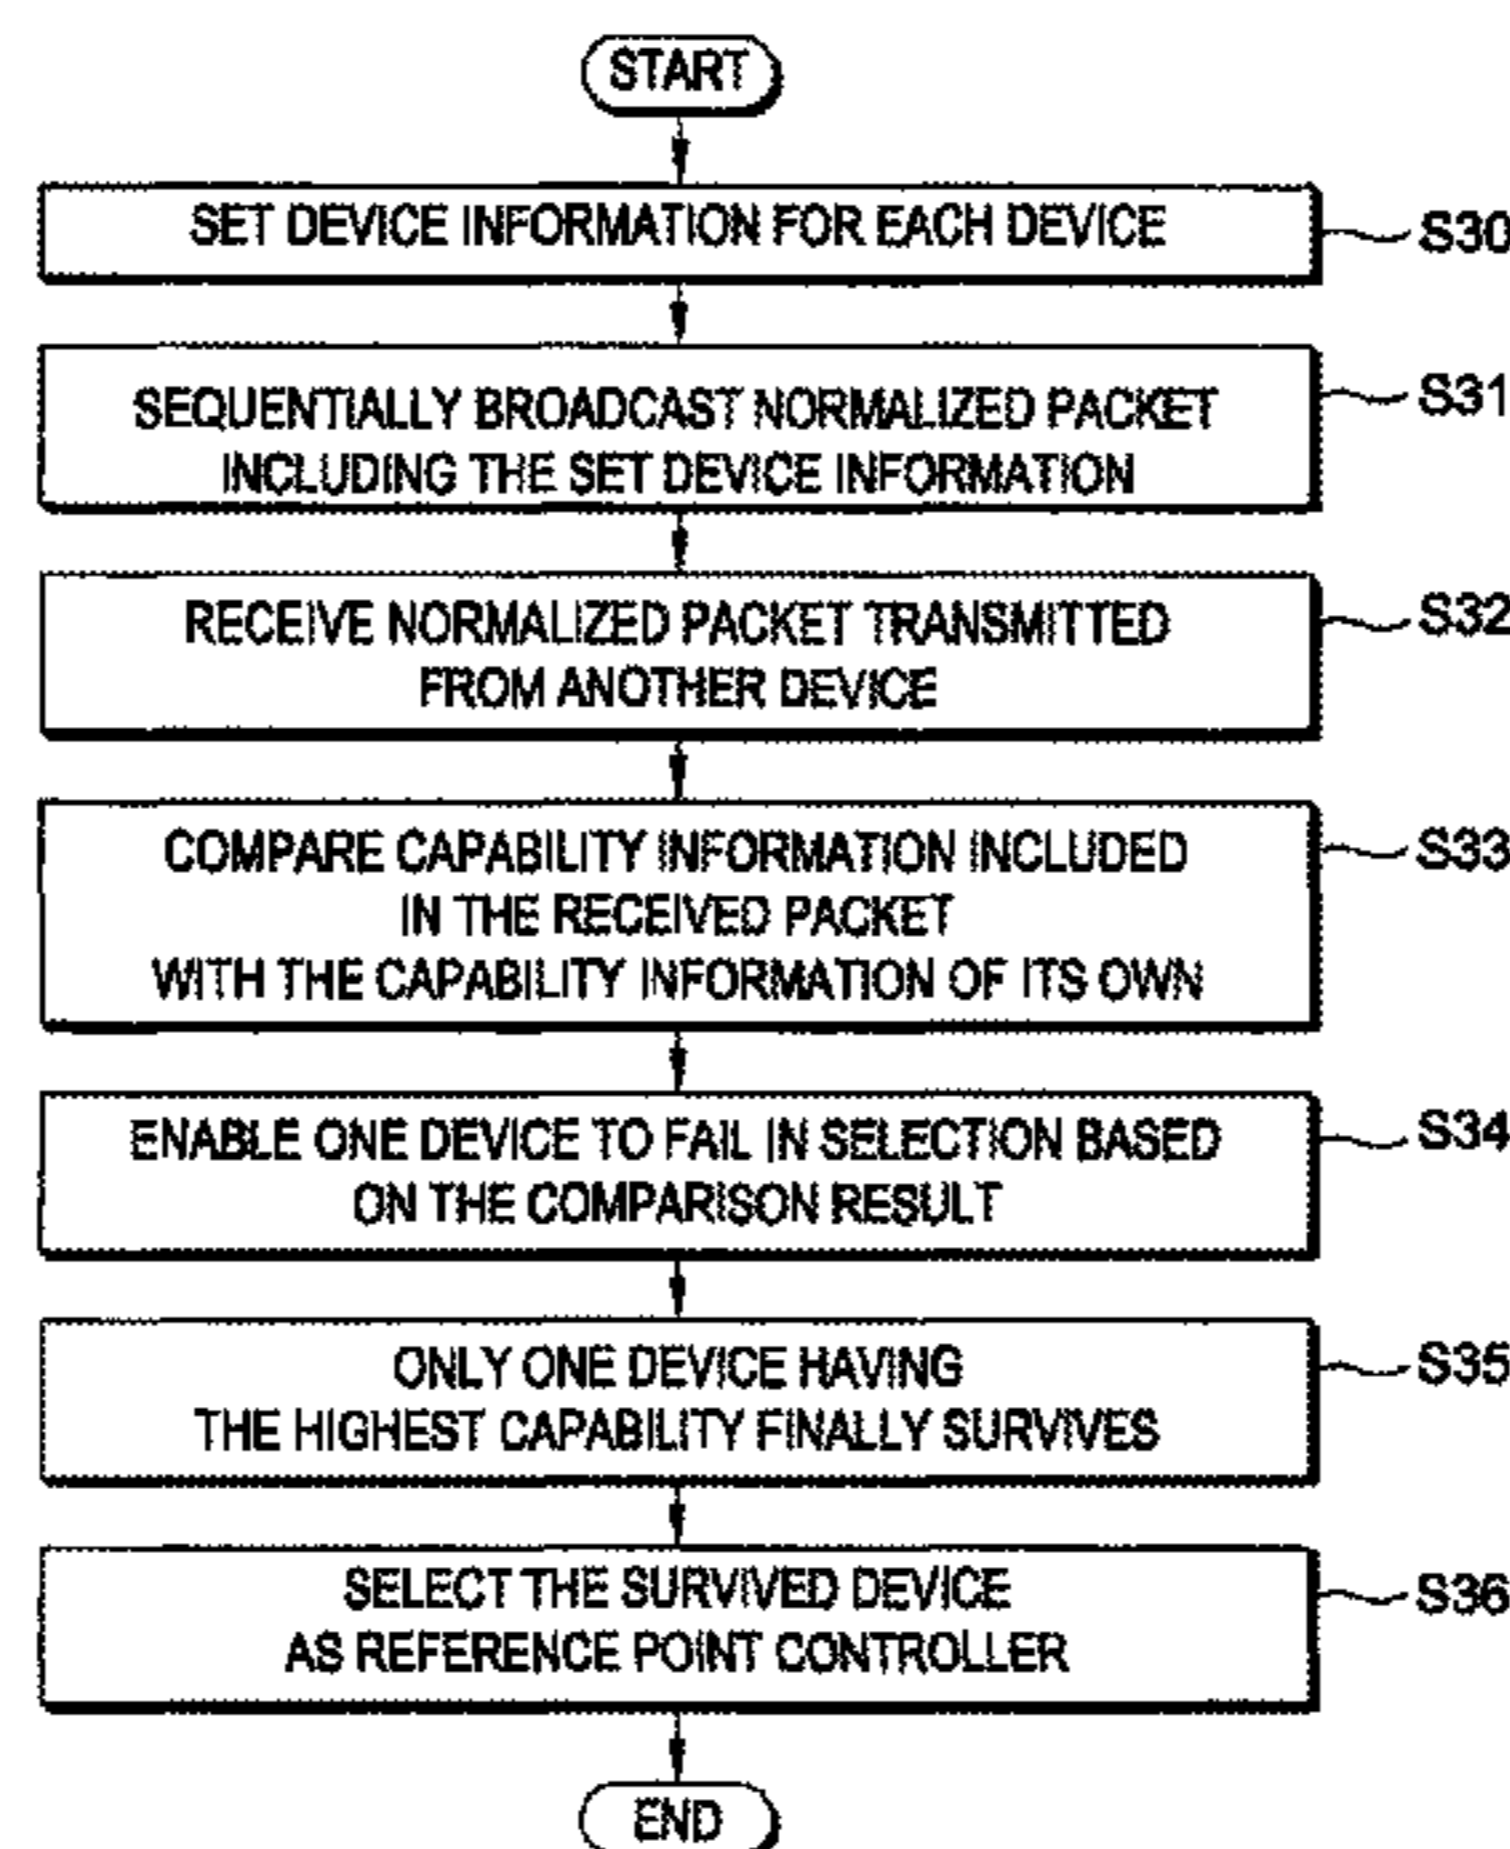 START
SET DEVICE INFORMATION FOR EACH DEVICE
S30
SEQUENTIALLY BROADCAST NORMALIZED PACKET
INCLUDING THE SET DEVICE INFORMATION
S31
RECEIVE NORMALIZED PACKET TRANSMITTED
FROM ANOTHER DEVICE
S32
COMPARE CAPABILITY INFORMATION INCLUDED
IN THE RECEIVED PACKET
WITH THE CAPABILITY INFORMATION OF ITS OWN
S33
ENABLE ONE DEVICE TO FAIL IN SELECTION BASED
ON THE COMPARISON RESULT
S34
ONLY ONE DEVICE HAVING
THE HIGHEST CAPABILITY FINALLY SURVIVES
S35
SELECT THE SURVIVED DEVICE
AS REFERENCE POINT CONTROLLER
S36
END